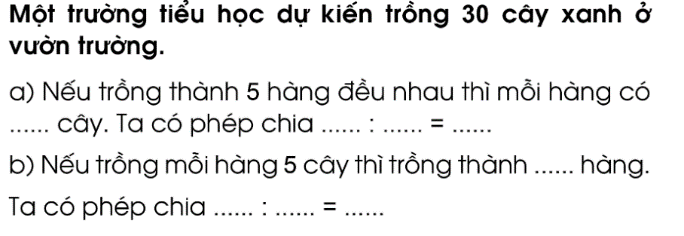 Một trường tiểu học dự kiến trồng 30 cây xanh ở
vườn trường.
a) Nếu trồng thành 5 hàng đều nhau thì mỗi hàng có
...... cây. Ta có phép chia ...... : ...... = ......
b) Nếu trồng mỗi hàng 5 cây thì trồng thành ...... hàng.
Ta có phép chia ...... : ...... = ......